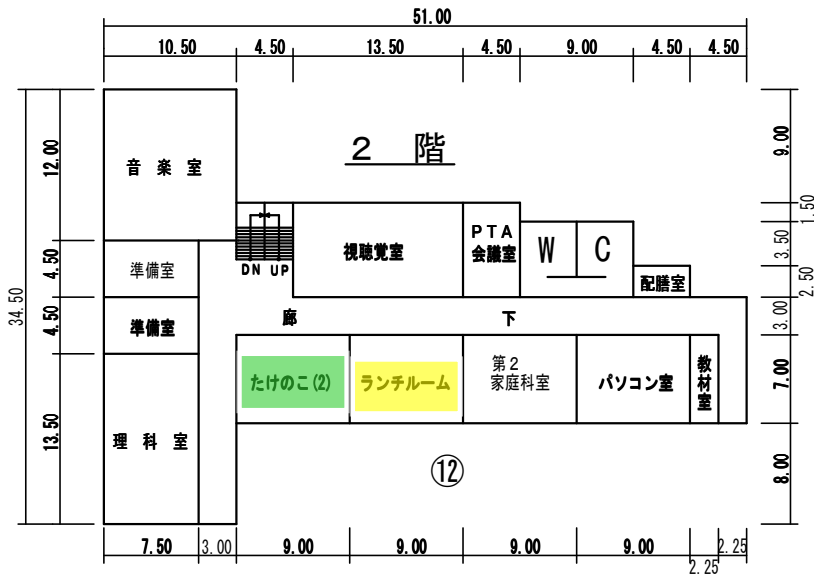 51.00
10.50 4.50 13.50 4.50 9.00 4.50 4.50
2 階
音 楽 室
準備室
準備室
理 科 室
DN UP
視聴覚室
PTA
会議室
W C
配膳室
廊 下
たけのこ(2)
ランチルーム
第2
家庭科室
パソコン室
教材室
⑫
34.50
12.00
4.50
4.50
13.50
9.00
1.50
3.50
2.50
3.00
7.00
8.00
7.50 3.00 9.00 9.00 9.00 9.00 2.25
2.25